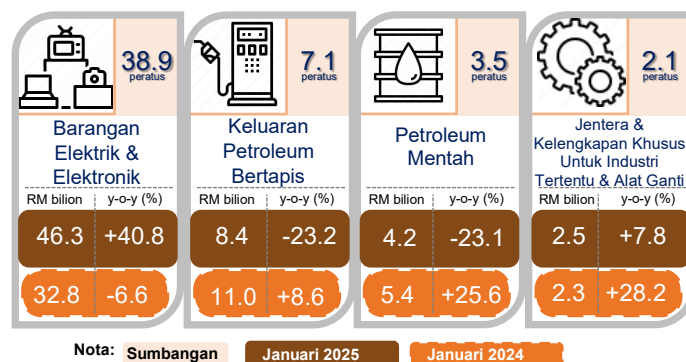 38.9
peratus
Barangan
Elektrik &
Elektronik
RM bilion y-o-y (%)
46.3 +40.8
32.8 -6.6
7.1
peratus
Keluaran
Petroleum
Bertapis
RM bilion y-o-y (%)
8.4 -23.2
11.0 +8.6
3.5
peratus
Petroleum
Mentah
RM bilion y-o-y (%)
4.2 -23.1
5.4 +25.6
2.1
peratus
Jentera &
Kelengkapan Khusus
Untuk Industri
Tertentu & Alat Ganti
RM bilion y-o-y (%)
2.5 +7.8
2.3 +28.2
Nota: Sumbangan Januari 2025 Januari 2024